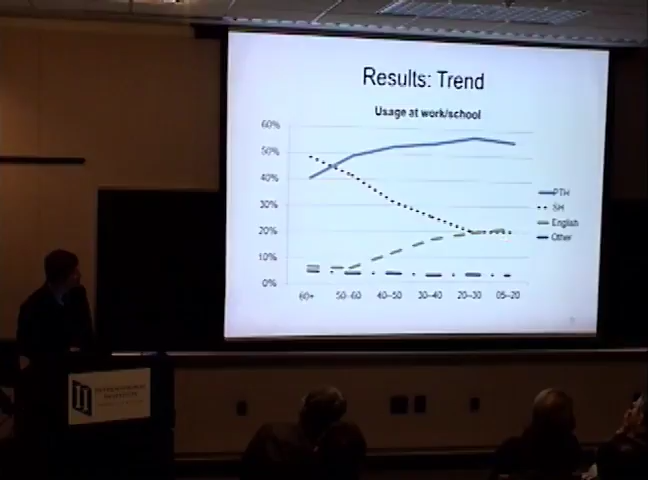 Results: Trend
Usage at work/school
60%
50%
40%
30%
20%
10%
0%
60+
50–60
40–50
30–40
20–30
05–20
PTH
SH
English
Other